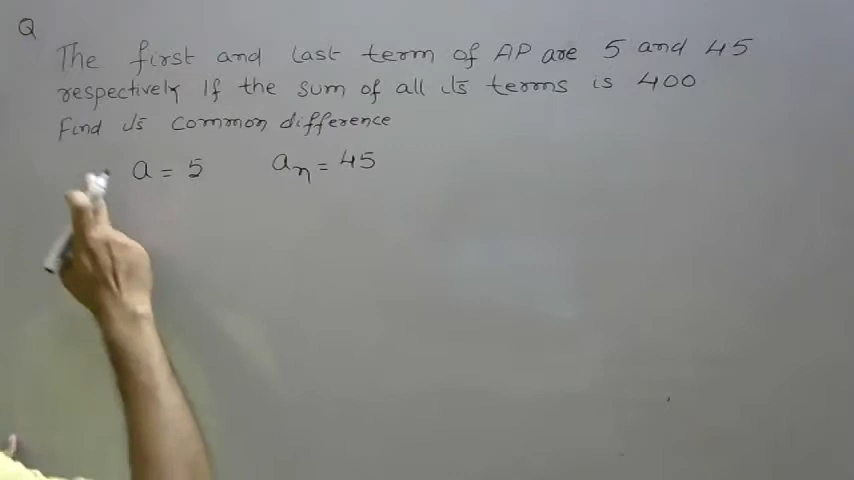 Q
The first and last term of AP are 5 and 45
respectively If the sum of all its terms is 400
Find its common difference
a = 5 an = 45